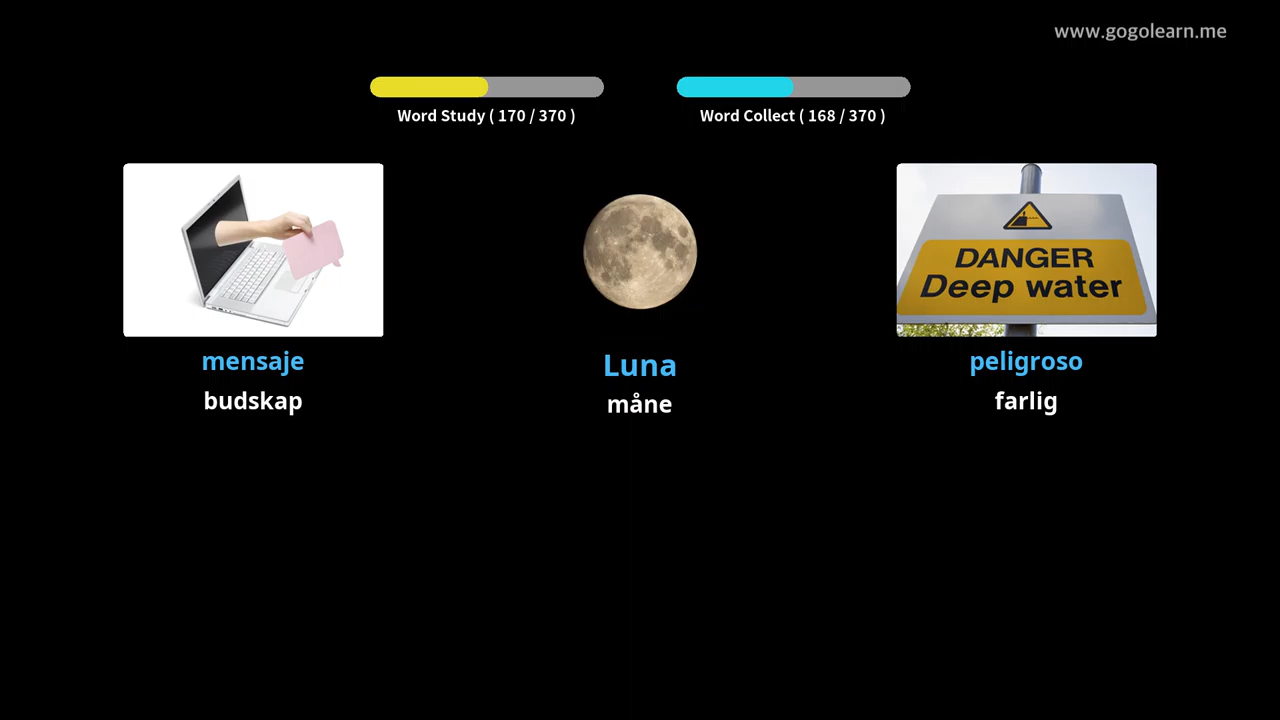 www.gogolearn.me
Word Study ( 170 / 370 )
Word Collect ( 168 / 370 )
DANGER
Deep water
mensaje
budskap
Luna
måne
peligroso
farlig